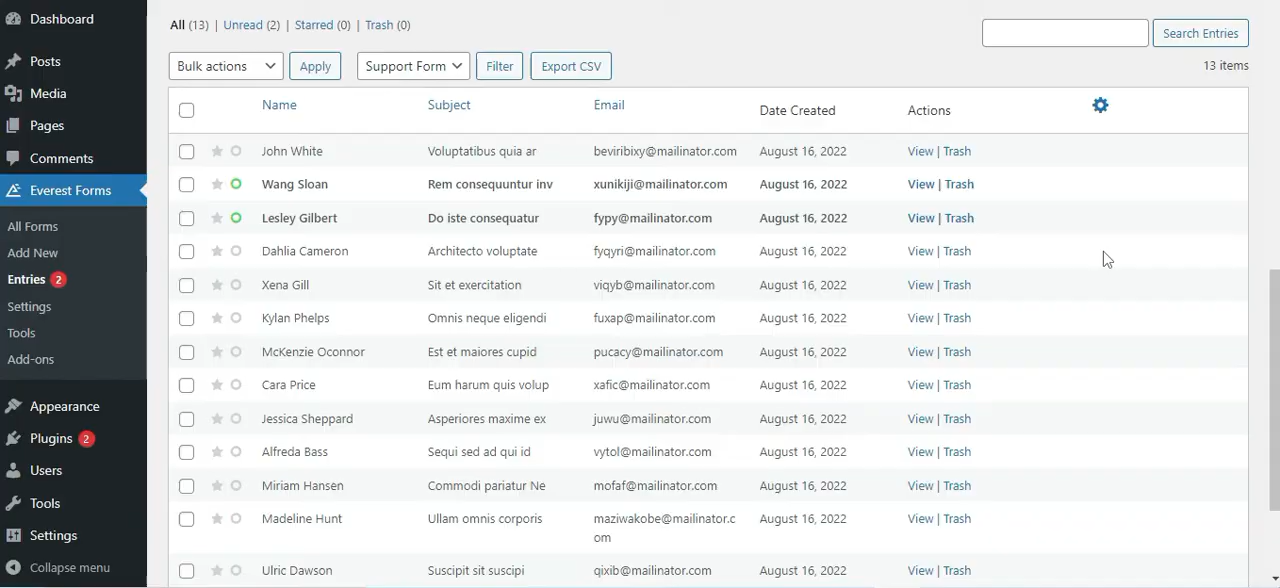 Dashboard
Posts
Media
Pages
Comments
Everest Forms
All Forms
Add New
Entries 2
Settings
Tools
Add-ons
Appearance
Plugins 2
Users
Tools
Settings
Collapse menu
All (13) | Unread (2) | Starred (0) | Trash (0)
Search Entries
Bulk actions Apply Support Form Filter Export CSV 13 items
Name Subject Email Date Created Actions
John White Voluptatibus quia ar beviribixy@mailinator.com August 16, 2022 View | Trash
Wang Sloan Rem consequuntur inv xunikiji@mailinator.com August 16, 2022 View | Trash
Lesley Gilbert Do iste consequatur fypy@mailinator.com August 16, 2022 View | Trash
Dahlia Cameron Architecto voluptate fyqyri@mailinator.com August 16, 2022 View | Trash
Xena Gill Sit et exercitation viqyb@mailinator.com August 16, 2022 View | Trash
Kylan Phelps Omnis neque eligendi fuxap@mailinator.com August 16, 2022 View | Trash
McKenzie Oconnor Est et maiores cupid pucacy@mailinator.com August 16, 2022 View | Trash
Cara Price Eum harum quis volup xafic@mailinator.com August 16, 2022 View | Trash
Jessica Sheppard Asperiores maxime ex juwu@mailinator.com August 16, 2022 View | Trash
Alfreda Bass Sequi sed ad qui id vytol@mailinator.com August 16, 2022 View | Trash
Miriam Hansen Commodi pariatur Ne mofaf@mailinator.com August 16, 2022 View | Trash
Madeline Hunt Ullam omnis corporis maziwakobe@mailinator.c August 16, 2022 View | Trash
om
Ulric Dawson Suscipit sit suscipi qixib@mailinator.com August 16, 2022 View | Trash